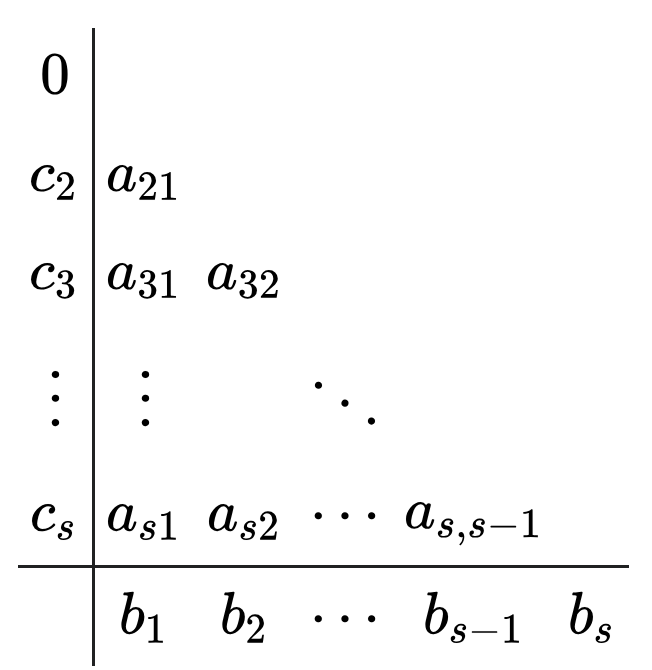 0
c₂ a₂₁
c₃ a₃₁ a₃₂
⋮ ⋮ ⋱
cₛ aₛ₁ aₛ₂ ⋯ aₛ,ₛ₋₁
b₁ b₂ ⋯ bₛ₋₁ bₛ